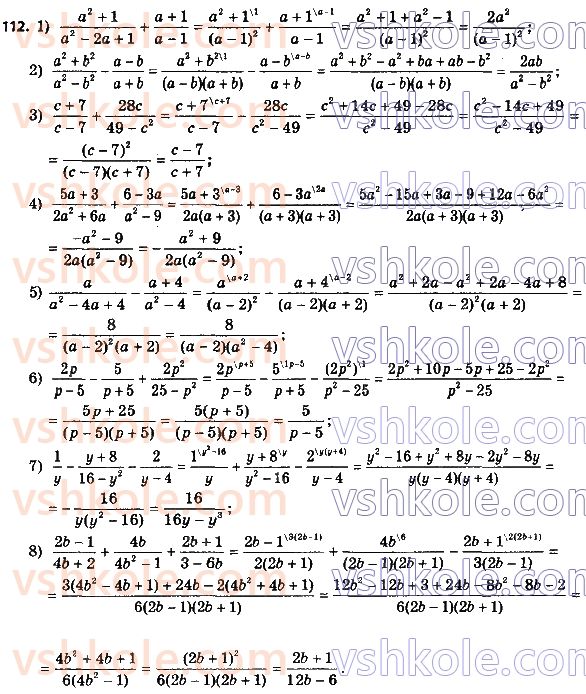 112. 1) \frac{a^2+1}{a^2-2a+1} + \frac{a+1}{a-1} = \frac{a^2+1^{\backslash 1}}{(a-1)^2} + \frac{a+1^{\backslash a-1}}{a-1} = \frac{a^2+1+a^2-1}{(a-1)^2} = \frac{2a^2}{(a-1)^2};
2) \frac{a^2+b^2}{a^2-b^2} - \frac{a-b}{a+b} = \frac{a^2+b^{2\backslash 1}}{(a-b)(a+b)} - \frac{a-b^{\backslash a-b}}{a+b} = \frac{a^2+b^2-a^2+ba+ab-b^2}{(a-b)(a+b)} = \frac{2ab}{a^2-b^2};
3) \frac{c+7}{c-7} + \frac{28c}{49-c^2} = \frac{c+7^{\backslash c+7}}{c-7} - \frac{28c}{c^2-49} = \frac{c^2+14c+49-28c}{c^2-49} = \frac{c^2-14c+49}{c^2-49} =
= \frac{(c-7)^2}{(c-7)(c+7)} = \frac{c-7}{c+7};
4) \frac{5a+3}{2a^2+6a} + \frac{6-3a}{a^2-9} = \frac{5a+3^{\backslash a-3}}{2a(a+3)} + \frac{6-3a^{\backslash 2a}}{(a+3)(a+3)} = \frac{5a^2-15a+3a-9+12a-6a^2}{2a(a+3)(a+3)} =
= \frac{-a^2-9}{2a(a^2-9)} = -\frac{a^2+9}{2a(a^2-9)};
5) \frac{a}{a^2-4a+4} - \frac{a+4}{a^2-4} = \frac{a^{\backslash a+2}}{(a-2)^2} - \frac{a+4^{\backslash a-2}}{(a-2)(a+2)} = \frac{a^2+2a-a^2+2a-4a+8}{(a-2)^2(a+2)} =
= \frac{8}{(a-2)^2(a+2)} = \frac{8}{(a-2)(a^2-4)};
6) \frac{2p}{p-5} - \frac{5}{p+5} + \frac{2p^2}{25-p^2} = \frac{2p^{\backslash p+5}}{p-5} - \frac{5^{\backslash 1p-5}}{p+5} - \frac{(2p^2)^{\backslash 1}}{p^2-25} = \frac{2p^2+10p-5p+25-2p^2}{p^2-25} =
= \frac{5p+25}{(p-5)(p+5)} = \frac{5(p+5)}{(p-5)(p+5)} = \frac{5}{p-5};
7) \frac{1}{y} - \frac{y+8}{16-y^2} - \frac{2}{y-4} = \frac{1^{\backslash y^2-16}}{y} + \frac{y+8^{\backslash y}}{y^2-16} - \frac{2^{\backslash y(y+4)}}{y-4} = \frac{y^2-16+y^2+8y-2y^2-8y}{y(y-4)(y+4)} =
= -\frac{16}{y(y^2-16)} = \frac{16}{16y-y^3};
8) \frac{2b-1}{4b+2} + \frac{4b}{4b^2-1} + \frac{2b+1}{3-6b} = \frac{2b-1^{\backslash 3(2b-1)}}{2(2b+1)} + \frac{4b^{\backslash 6}}{(2b-1)(2b+1)} - \frac{2b+1^{\backslash 2(2b+1)}}{3(2b-1)} =
= \frac{3(4b^2-4b+1)+24b-2(4b^2+4b+1)}{6(2b-1)(2b+1)} = \frac{12b^2-12b+3+24b-8b^2-8b-2}{6(2b-1)(2b+1)} =
= \frac{4b^2+4b+1}{6(4b^2-1)} = \frac{(2b+1)^2}{6(2b-1)(2b+1)} = \frac{2b+1}{12b-6}.